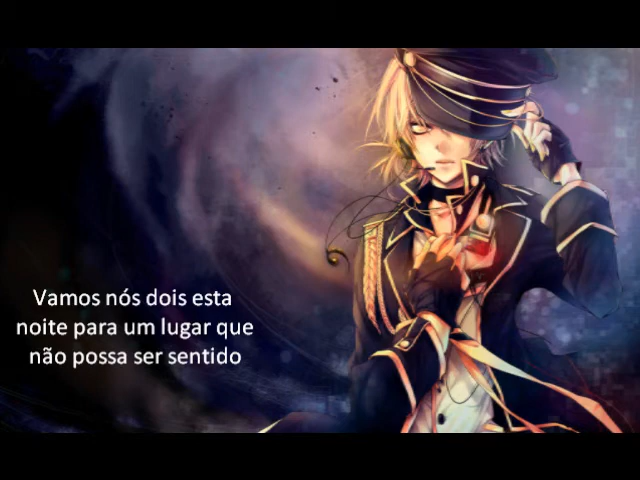 Vamos nós dois esta
noite para um lugar que
não possa ser sentido